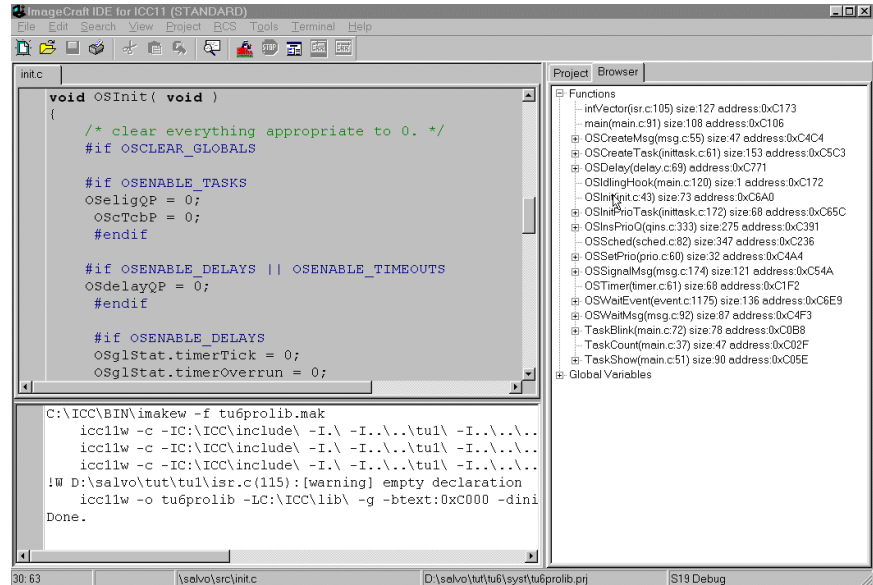 ImageCraft IDE for ICC11 (STANDARD)
File Edit Search View Project RCS Tools Terminal Help
init.c
void OSInit( void )
{
/* clear everything appropriate to 0. */
#if OSCLEAR_GLOBALS
#if OSENABLE_TASKS
OSeligQP = 0;
OScTcbP = 0;
#endif
#if OSENABLE_DELAYS || OSENABLE_TIMEOUTS
OSdelayQP = 0;
#endif
#if OSENABLE_DELAYS
OSglStat.timerTick = 0;
OSglStat.timerOverrun = 0;
C:\ICC\BIN\imakew -f tu6prolib.mak
icc11w -c -IC:\ICC\include\ -I.\ -I..\..\tu1\ -I..\..\..
icc11w -c -IC:\ICC\include\ -I.\ -I..\..\tu1\ -I..\..\..
icc11w -c -IC:\ICC\include\ -I.\ -I..\..\tu1\ -I..\..\..
!W D:\salvo\tut\tu1\isr.c(115):[warning] empty declaration
icc11w -o tu6prolib -LC:\ICC\lib\ -g -btext:0xC000 -dini
Done.
Project Browser
Functions
intVector(isr.c:105) size:127 address:0xC173
main(main.c:91) size:108 address:0xC106
OSCreateMsg(msg.c:55) size:47 address:0xC4C4
OSCreateTask(inittask.c:61) size:153 address:0xC5C3
OSDelay(delay.c:69) address:0xC771
OSIdlingHook(main.c:120) size:1 address:0xC172
OSInit(init.c:43) size:73 address:0xC6A0
OSInitPrioTask(inittask.c:172) size:68 address:0xC65C
OSInsPrioQ(qins.c:333) size:275 address:0xC391
OSSched(sched.c:82) size:347 address:0xC236
OSSetPrio(prio.c:60) size:32 address:0xC4A4
OSSignalMsg(msg.c:174) size:121 address:0xC54A
OSTimer(timer.c:61) size:68 address:0xC1F2
OSWaitEvent(event.c:1175) size:136 address:0xC6E9
OSWaitMsg(msg.c:92) size:87 address:0xC4F3
TaskBlink(main.c:72) size:78 address:0xC0B8
TaskCount(main.c:37) size:47 address:0xC02F
TaskShow(main.c:51) size:90 address:0xC05E
Global Variables
30: 63 \salvo\src\init.c D:\salvo\tut\tu6\syst\tu6prolib.prj S19 Debug